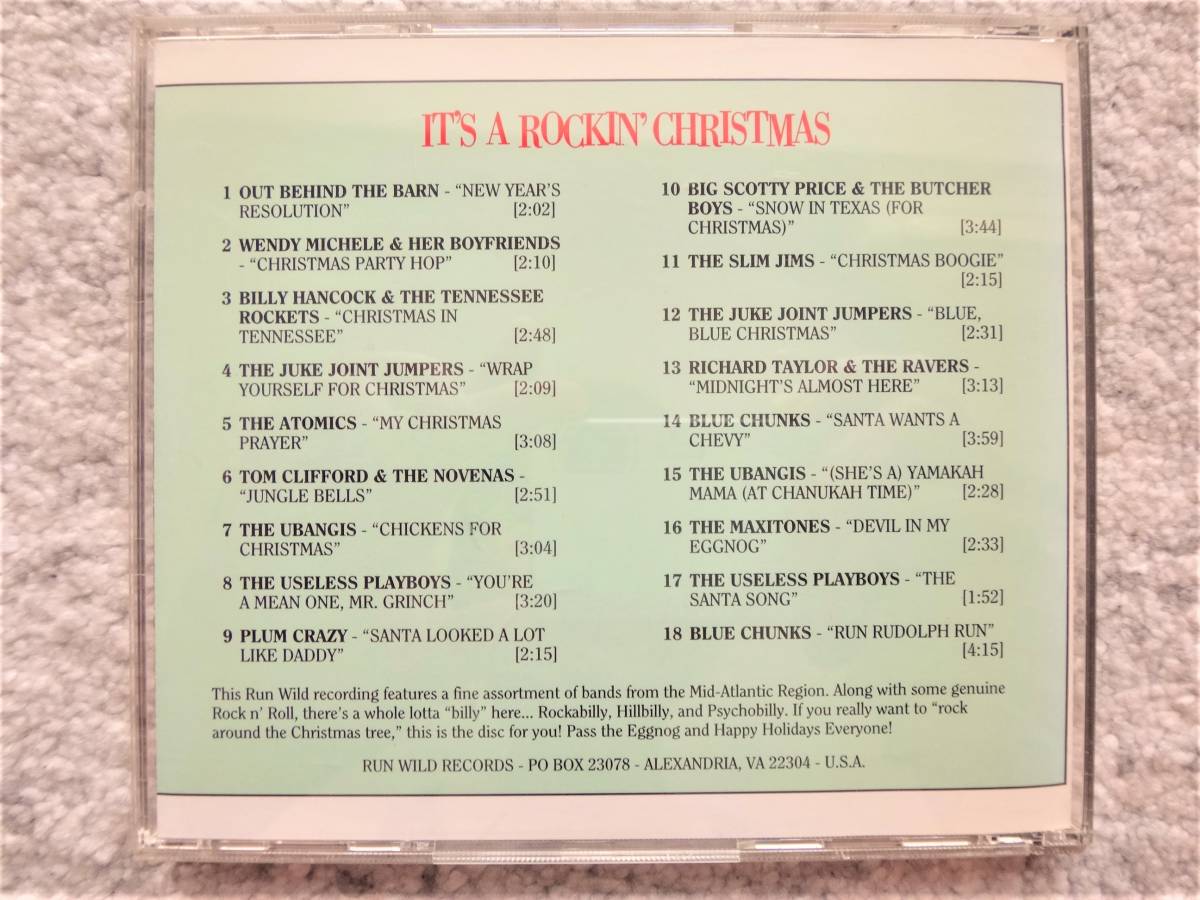 IT'S A ROCKIN' CHRISTMAS
1 OUT BEHIND THE BARN - “NEW YEAR'S
RESOLUTION” [2:02]
2 WENDY MICHELE & HER BOYFRIENDS
- “CHRISTMAS PARTY HOP” [2:10]
3 BILLY HANCOCK & THE TENNESSEE
ROCKETS - “CHRISTMAS IN
TENNESSEE” [2:48]
4 THE JUKE JOINT JUMPERS - “WRAP
YOURSELF FOR CHRISTMAS” [2:09]
5 THE ATOMICS - “MY CHRISTMAS
PRAYER” [3:08]
6 TOM CLIFFORD & THE NOVENAS -
“JUNGLE BELLS” [2:51]
7 THE UBANGIS - “CHICKENS FOR
CHRISTMAS” [3:04]
8 THE USELESS PLAYBOYS - “YOU'RE
A MEAN ONE, MR. GRINCH” [3:20]
9 PLUM CRAZY - “SANTA LOOKED A LOT
LIKE DADDY” [2:15]
10 BIG SCOTTY PRICE & THE BUTCHER
BOYS - “SNOW IN TEXAS (FOR
CHRISTMAS)” [3:44]
11 THE SLIM JIMS - “CHRISTMAS BOOGIE”
[2:15]
12 THE JUKE JOINT JUMPERS - “BLUE,
BLUE CHRISTMAS” [2:31]
13 RICHARD TAYLOR & THE RAVERS -
“MIDNIGHT'S ALMOST HERE” [3:13]
14 BLUE CHUNKS - “SANTA WANTS A
CHEVY” [3:59]
15 THE UBANGIS - “(SHE'S A) YAMAKAH
MAMA (AT CHANUKAH TIME)” [2:28]
16 THE MAXITONES - “DEVIL IN MY
EGGNOG” [2:33]
17 THE USELESS PLAYBOYS - “THE
SANTA SONG” [1:52]
18 BLUE CHUNKS - “RUN RUDOLPH RUN”
[4:15]
This Run Wild recording features a fine assortment of bands from the Mid-Atlantic Region. Along with some genuine
Rock n' Roll, there's a whole lotta “billy” here... Rockabilly, Hillbilly, and Psychobilly. If you really want to “rock
around the Christmas tree,” this is the disc for you! Pass the Eggnog and Happy Holidays Everyone!
RUN WILD RECORDS - PO BOX 23078 - ALEXANDRIA, VA 22304 - U.S.A.